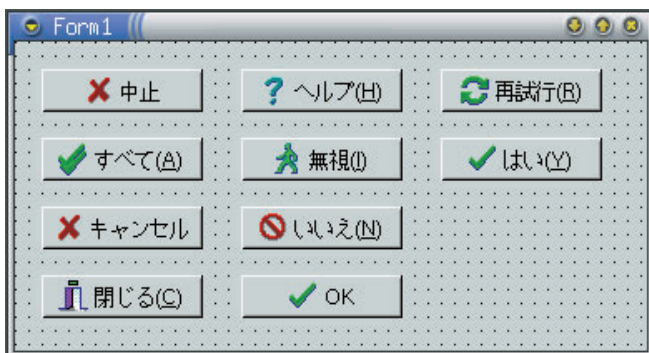 Form1
中止
ヘルプ(H)
再試行(R)
すべて(A)
無視(I)
はい(Y)
キャンセル
いいえ(N)
閉じる(C)
OK